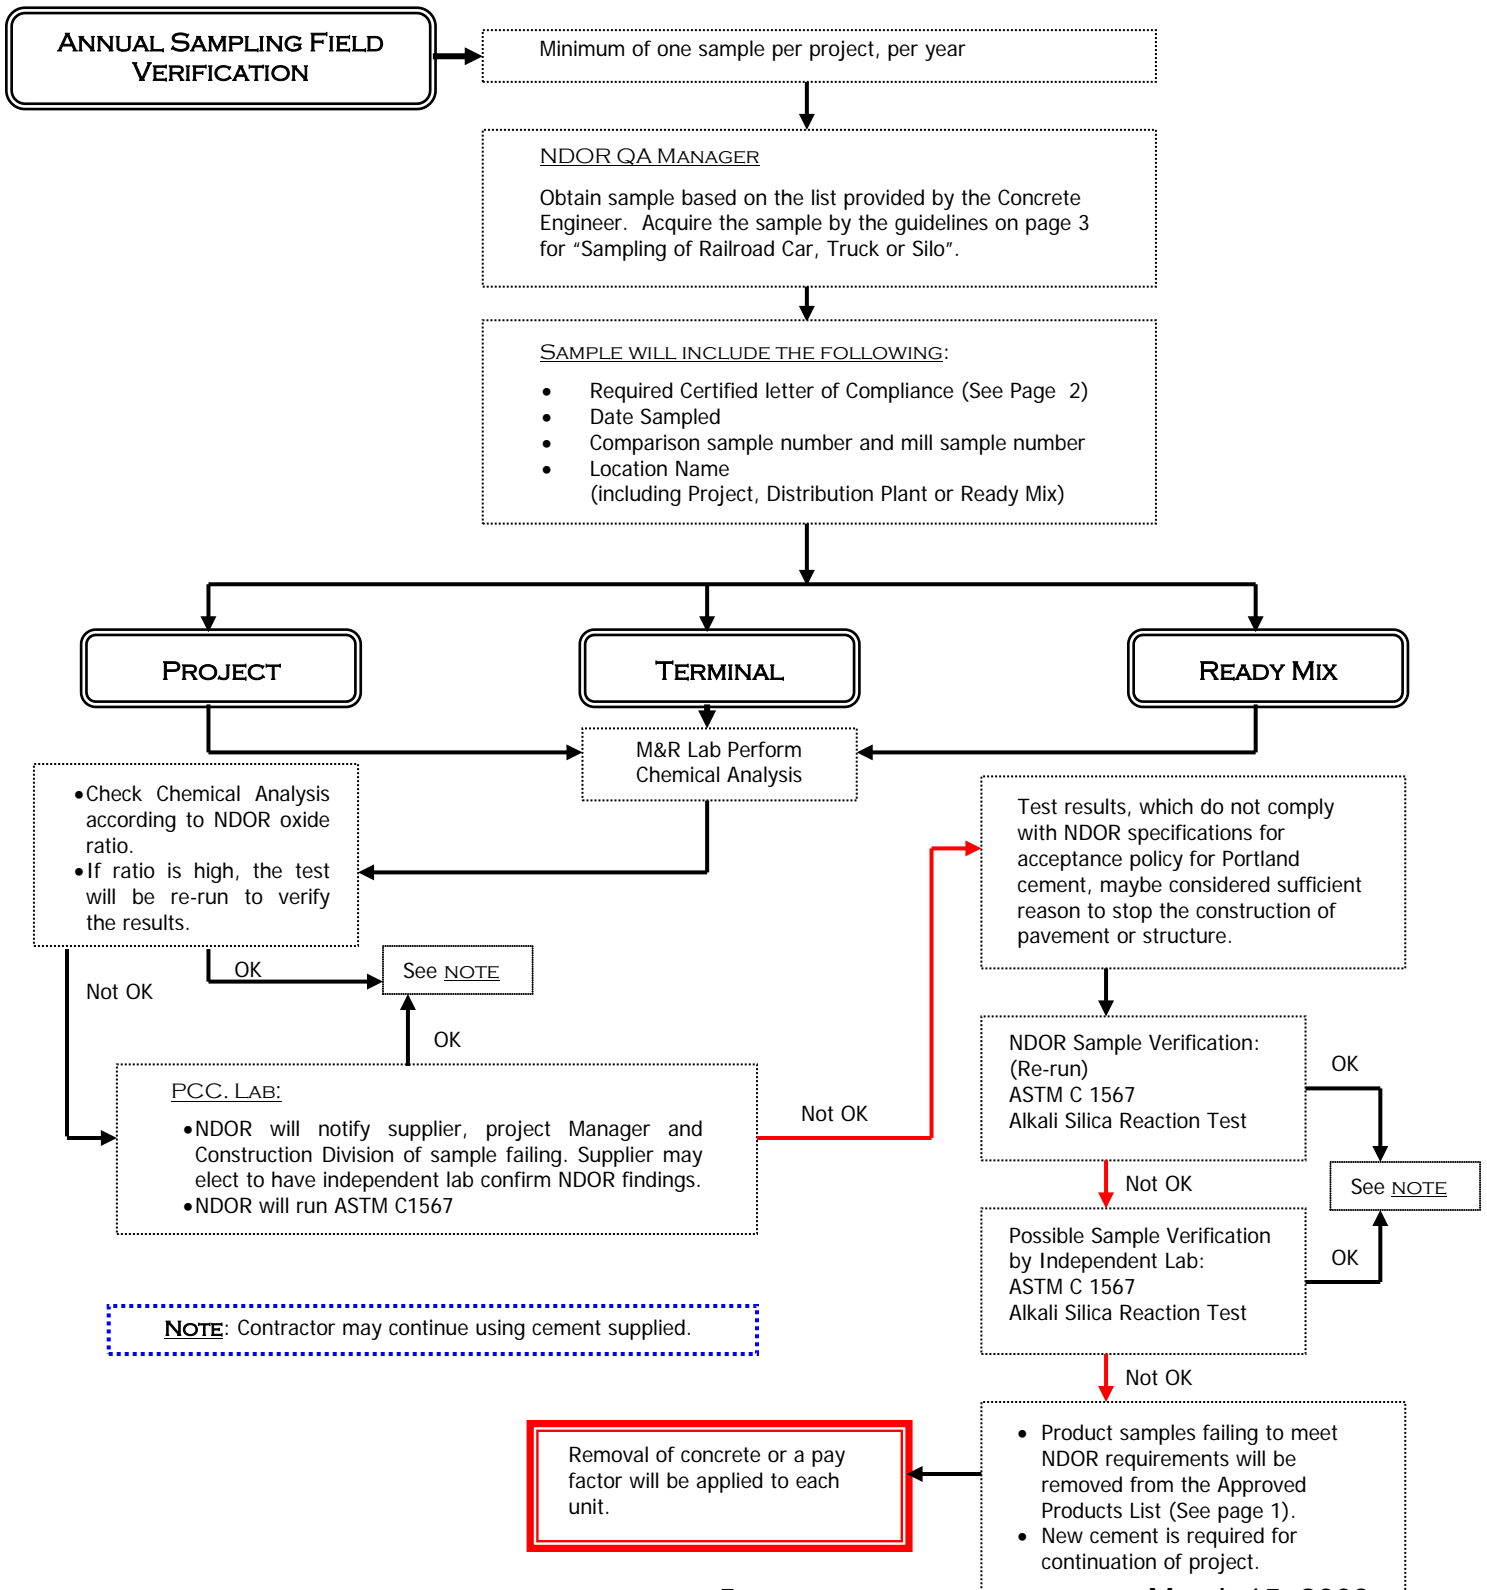 ANNUAL SAMPLING FIELD
VERIFICATION
Minimum of one sample per project, per year
NDOR QA MANAGER
Obtain sample based on the list provided by the Concrete
Engineer.  Acquire the sample by the guidelines on page 3
for “Sampling of Railroad Car, Truck or Silo”.
SAMPLE WILL INCLUDE THE FOLLOWING:
• Required Certified letter of Compliance (See Page  2)
• Date Sampled
• Comparison sample number and mill sample number
• Location Name
(including Project, Distribution Plant or Ready Mix)
PROJECT
TERMINAL
READY MIX
M&R Lab Perform
Chemical Analysis
• Check Chemical Analysis
according to NDOR oxide
ratio.
• If ratio is high, the test
will be re-run to verify
the results.
Test results, which do not comply
with NDOR specifications for
acceptance policy for Portland
cement, maybe considered sufficient
reason to stop the construction of
pavement or structure.
OK
See NOTE
Not OK
OK
PCC. LAB:
• NDOR will notify supplier, project Manager and
Construction Division of sample failing. Supplier may
elect to have independent lab confirm NDOR findings.
• NDOR will run ASTM C1567
Not OK
NDOR Sample Verification:
(Re-run)
ASTM C 1567
Alkali Silica Reaction Test
OK
Not OK
See NOTE
Possible Sample Verification
by Independent Lab:
ASTM C 1567
Alkali Silica Reaction Test
OK
NOTE: Contractor may continue using cement supplied.
Not OK
• Product samples failing to meet
NDOR requirements will be
removed from the Approved
Products List (See page 1).
• New cement is required for
continuation of project.
Removal of concrete or a pay
factor will be applied to each
unit.